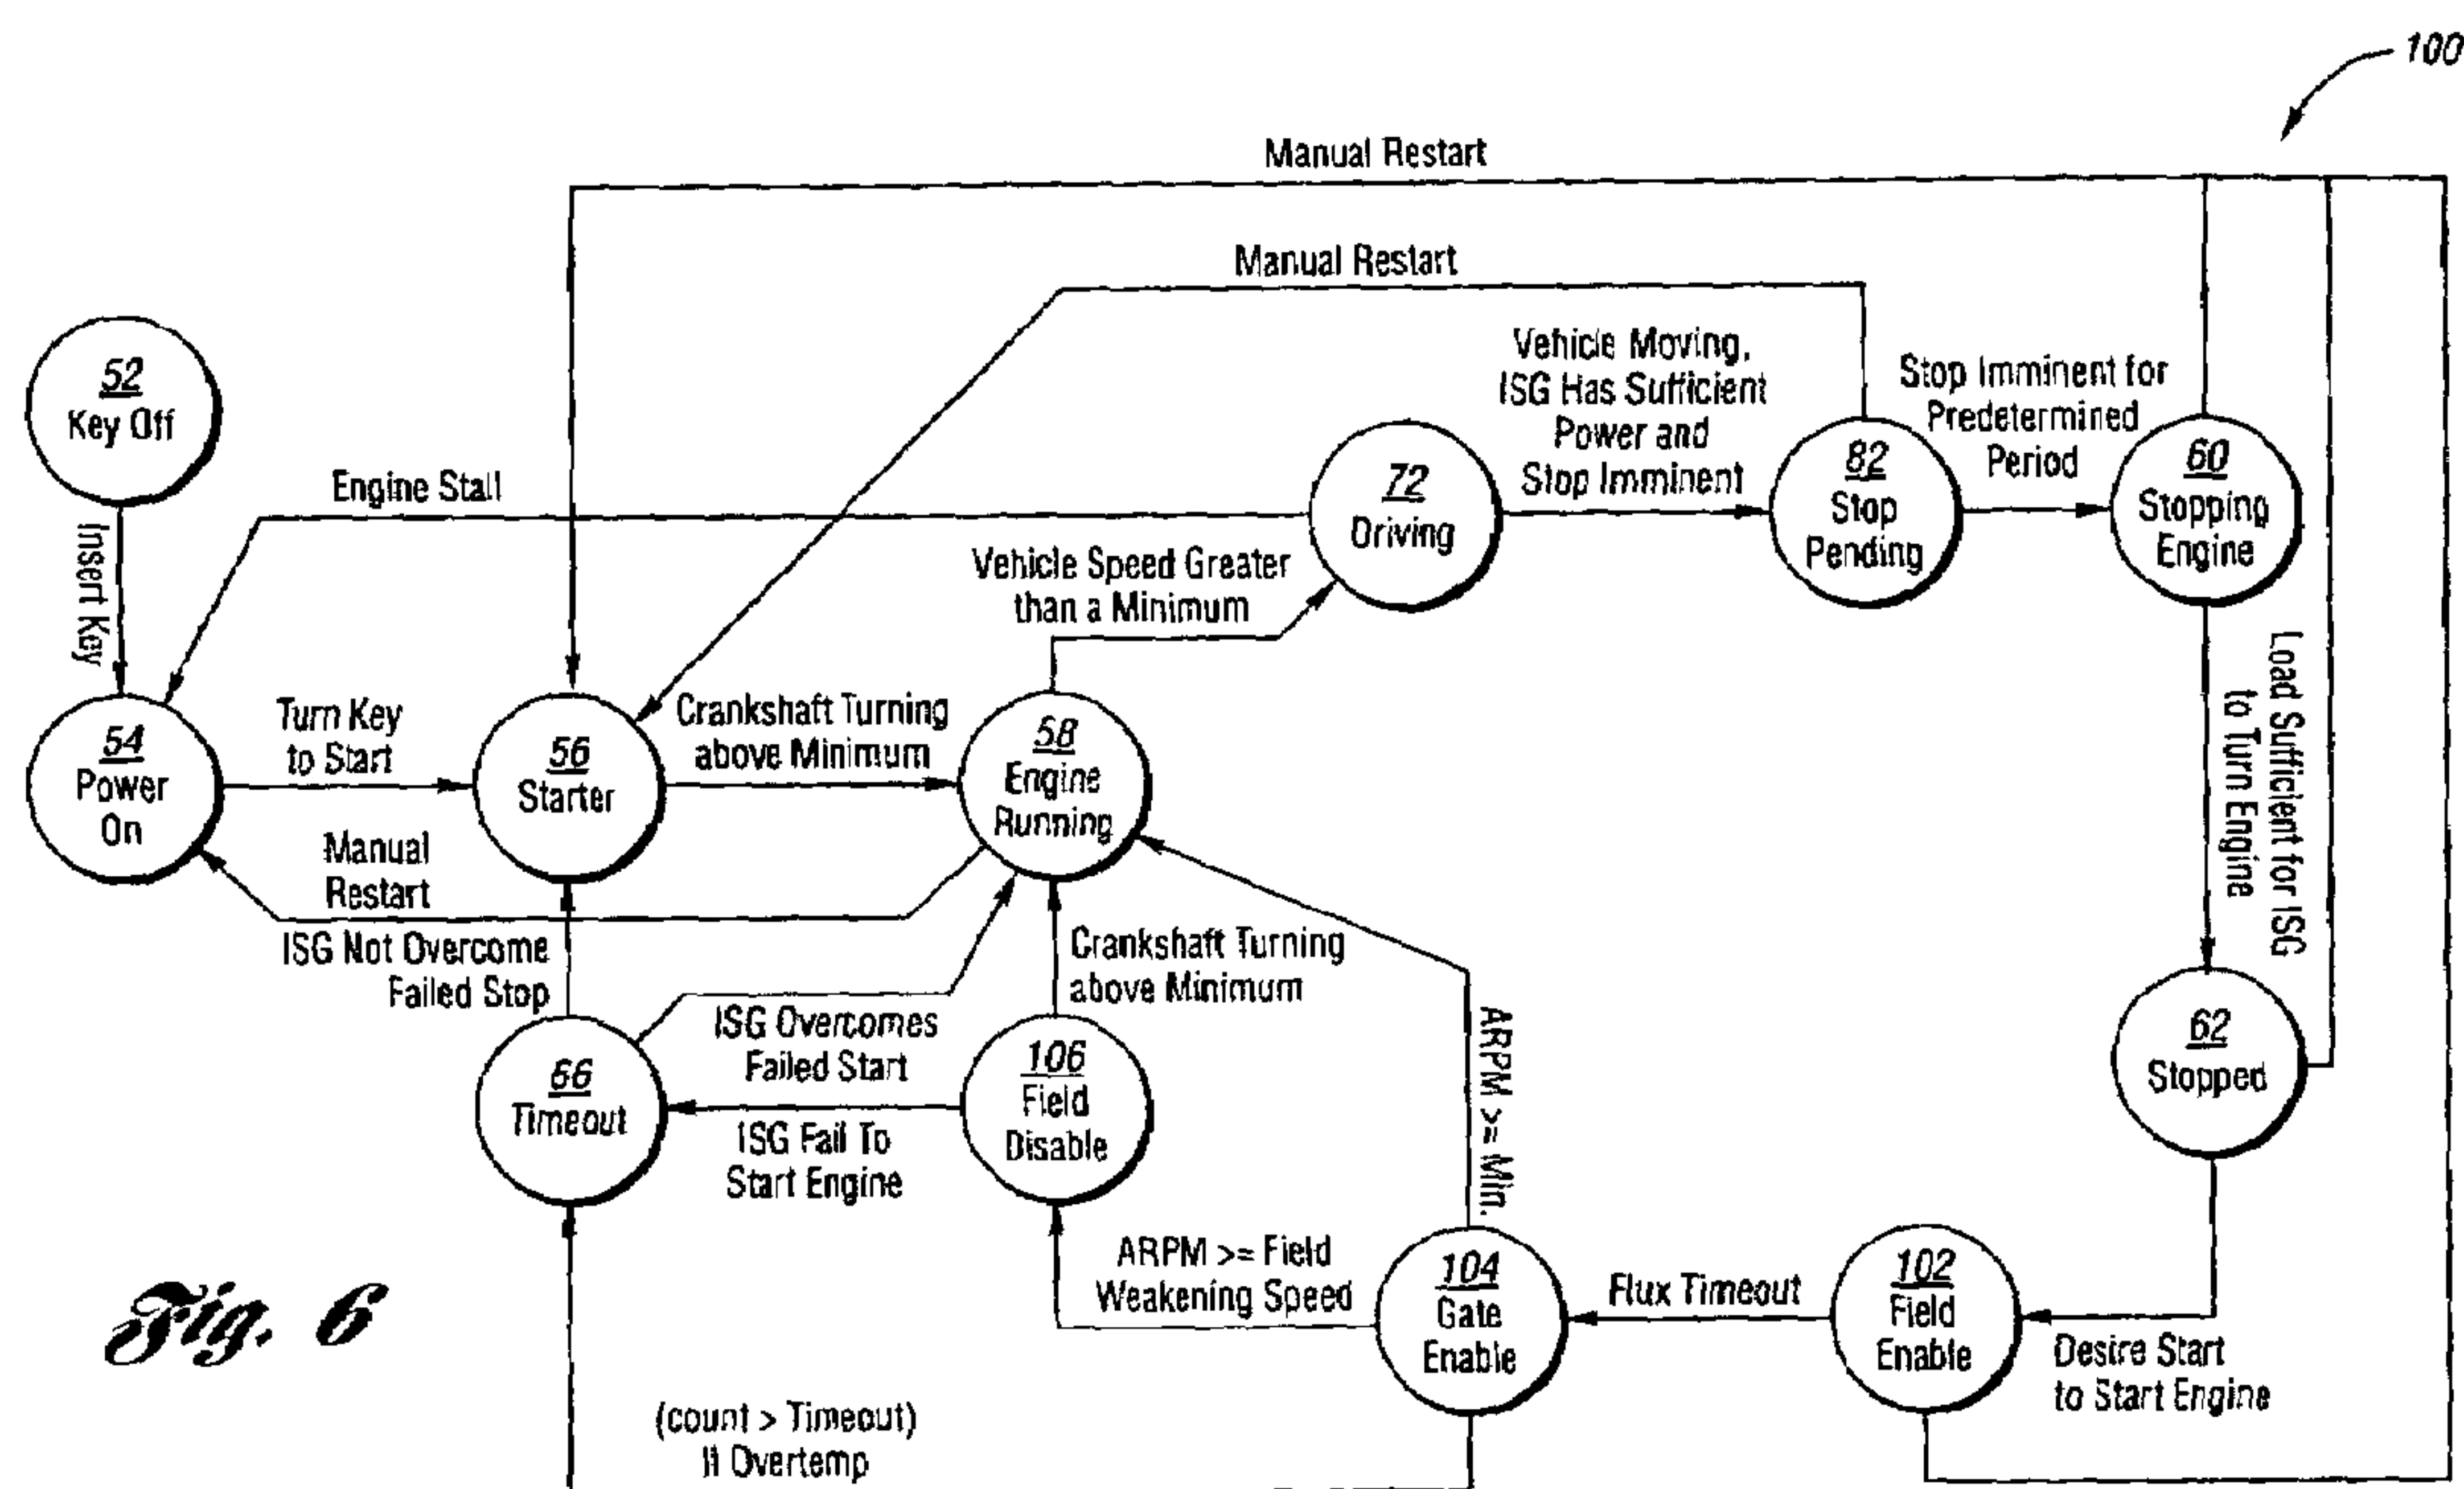 100
Manual Restart
Manual Restart
52
Key Off
Insert Key
Engine Stall
Vehicle Moving,
ISG Has Sufficient
Power and
Stop Imminent
Stop Imminent for
Predetermined
Period
72
Driving
82
Stop
Pending
60
Stopping
Engine
Vehicle Speed Greater
than a Minimum
Load Sufficient for ISG
to Turn Engine
54
Power
On
Turn Key
to Start
56
Starter
Crankshaft Turning
above Minimum
58
Engine
Running
Manual
Restart
ISG Not Overcome
Failed Stop
ISG Overcomes
Failed Start
Crankshaft Turning
above Minimum
ARPM >= Min.
62
Stopped
66
Timeout
ISG Fail To
Start Engine
106
Field
Disable
ARPM >= Field
Weakening Speed
104
Gate
Enable
Flux Timeout
102
Field
Enable
Desire Start
to Start Engine
(count > Timeout)
|| Overtemp
Fig. 6